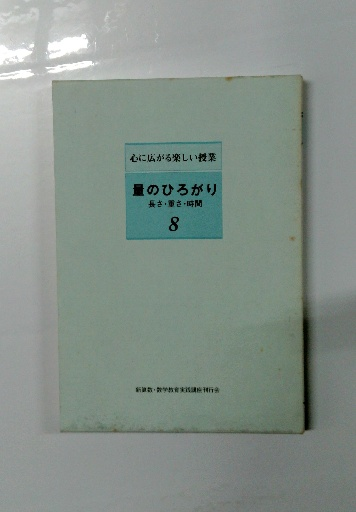 心に広がる楽しい授業
量のひろがり
長さ・重さ・時間
8
新算数・数学教育実践講座刊行会